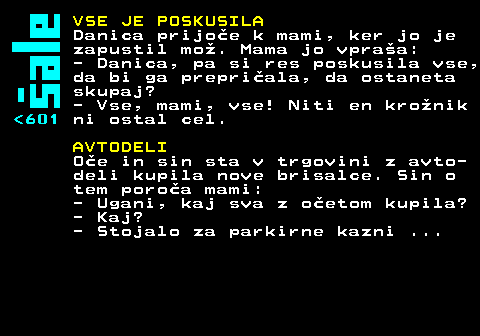 šale
<601
VSE JE POSKUSILA
Danica prijoče k mami, ker jo je
zapustil mož. Mama jo vpraša:
- Danica, pa si res poskusila vse,
da bi ga prepričala, da ostaneta
skupaj?
- Vse, mami, vse! Niti en krožnik
ni ostal cel.
AVTODELI
Oče in sin sta v trgovini z avto-
deli kupila nove brisalce. Sin o
tem poroča mami:
- Ugani, kaj sva z očetom kupila?
- Kaj?
- Stojalo za parkirne kazni ...